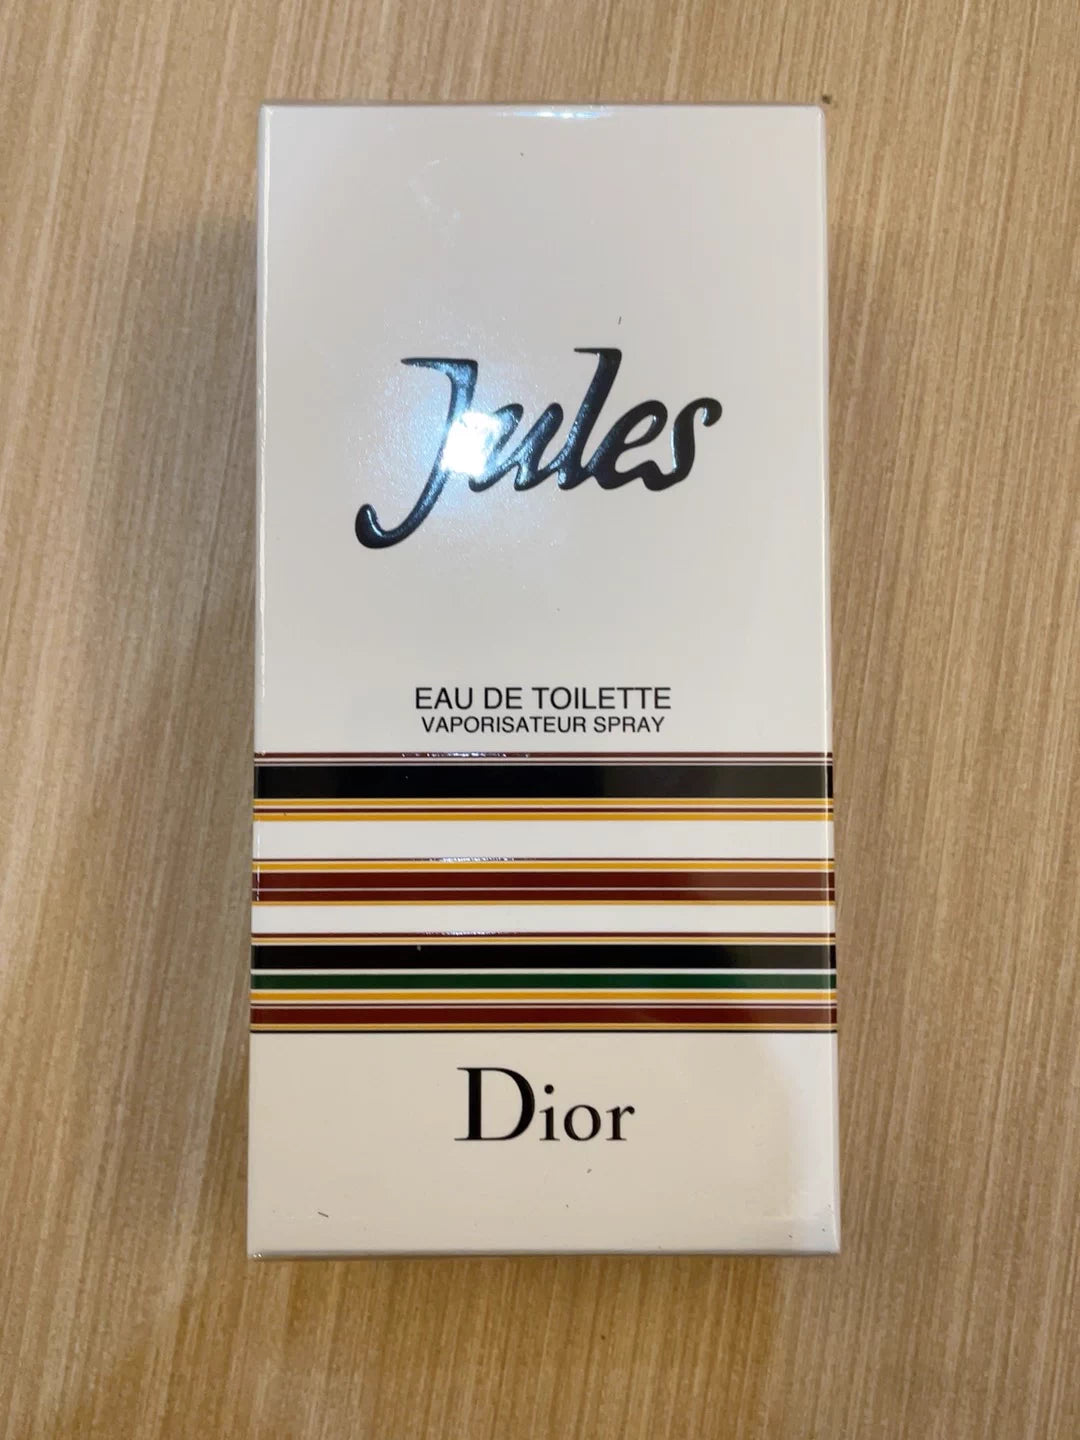 Jules
EAU DE TOILETTE
VAPORISATEUR SPRAY
Dior